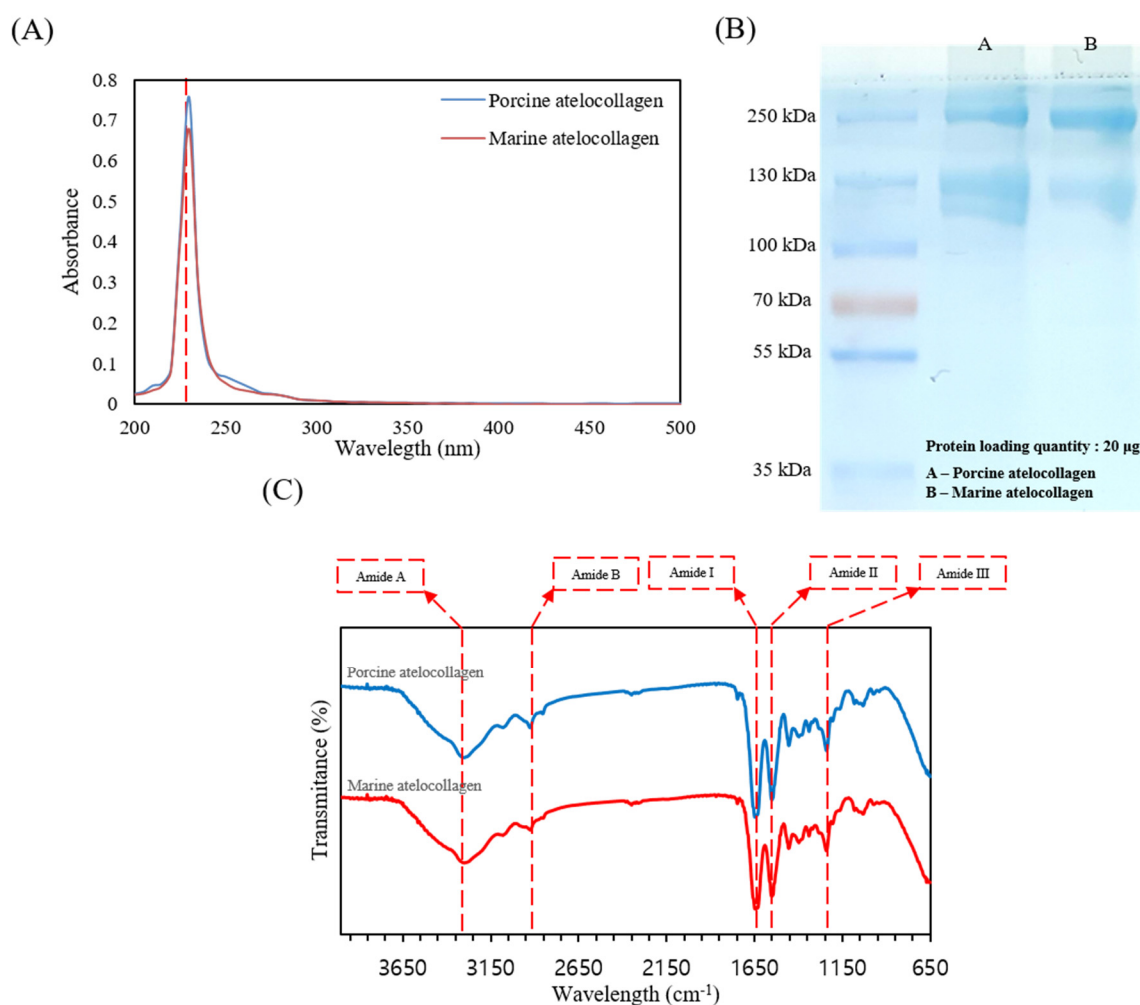 (A)
0.8
0.7
0.6
0.5
0.4
0.3
0.2
0.1
0
Absorbance
Porcine atelocollagen
Marine atelocollagen
200 250 300 350 400 450 500
Wavelegth (nm)
(B)
A B
250 kDa
130 kDa
100 kDa
70 kDa
55 kDa
35 kDa
Protein loading quantity : 20 μg
A – Porcine atelocollagen
B – Marine atelocollagen
(C)
Amide A Amide B Amide I Amide II Amide III
Porcine atelocollagen
Marine atelocollagen
Transmitance (%)
3650 3150 2650 2150 1650 1150 650
Wavelength (cm⁻¹)